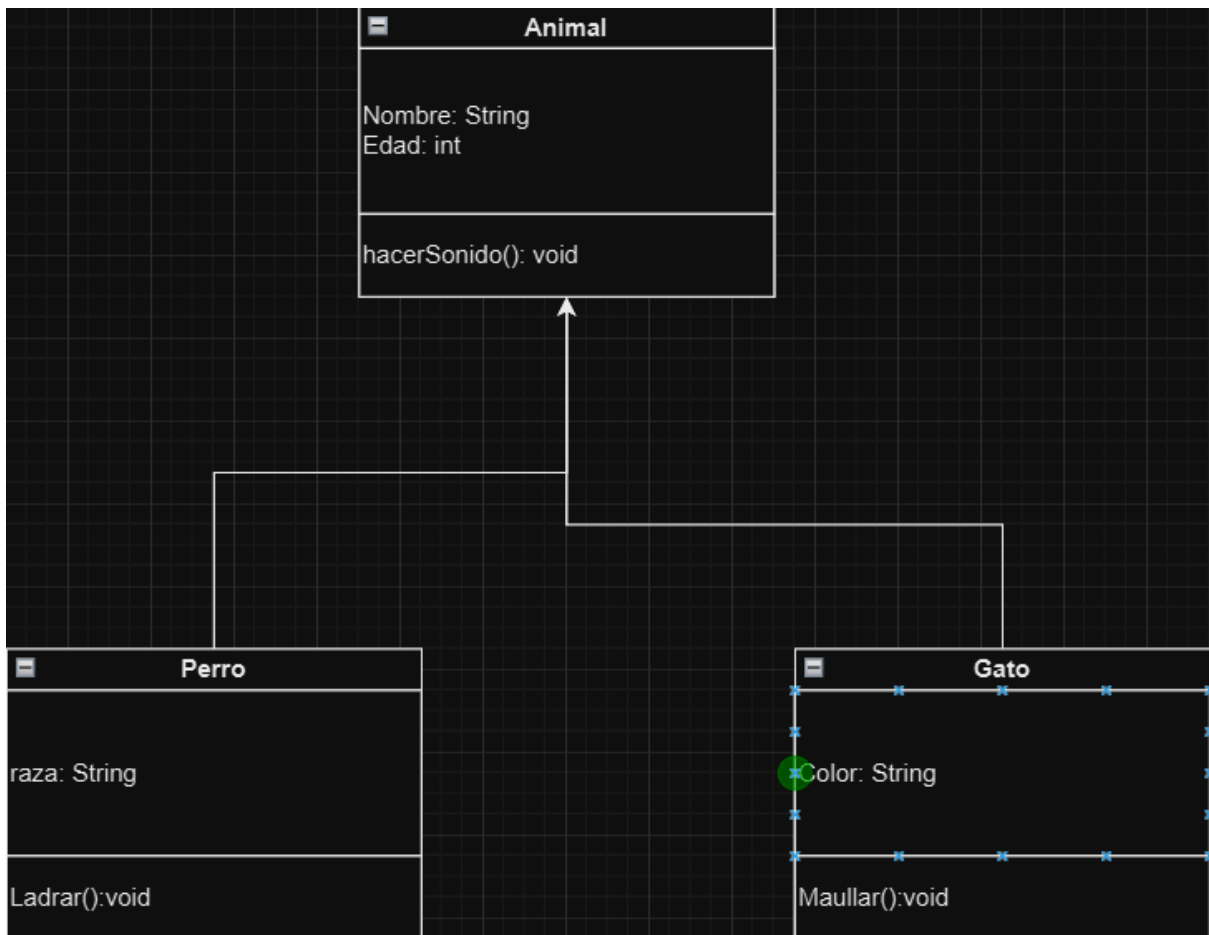 Animal
Nombre: String
Edad: int
hacerSonido(): void
Perro
raza: String
Ladrar():void
Gato
Color: String
Maullar():void